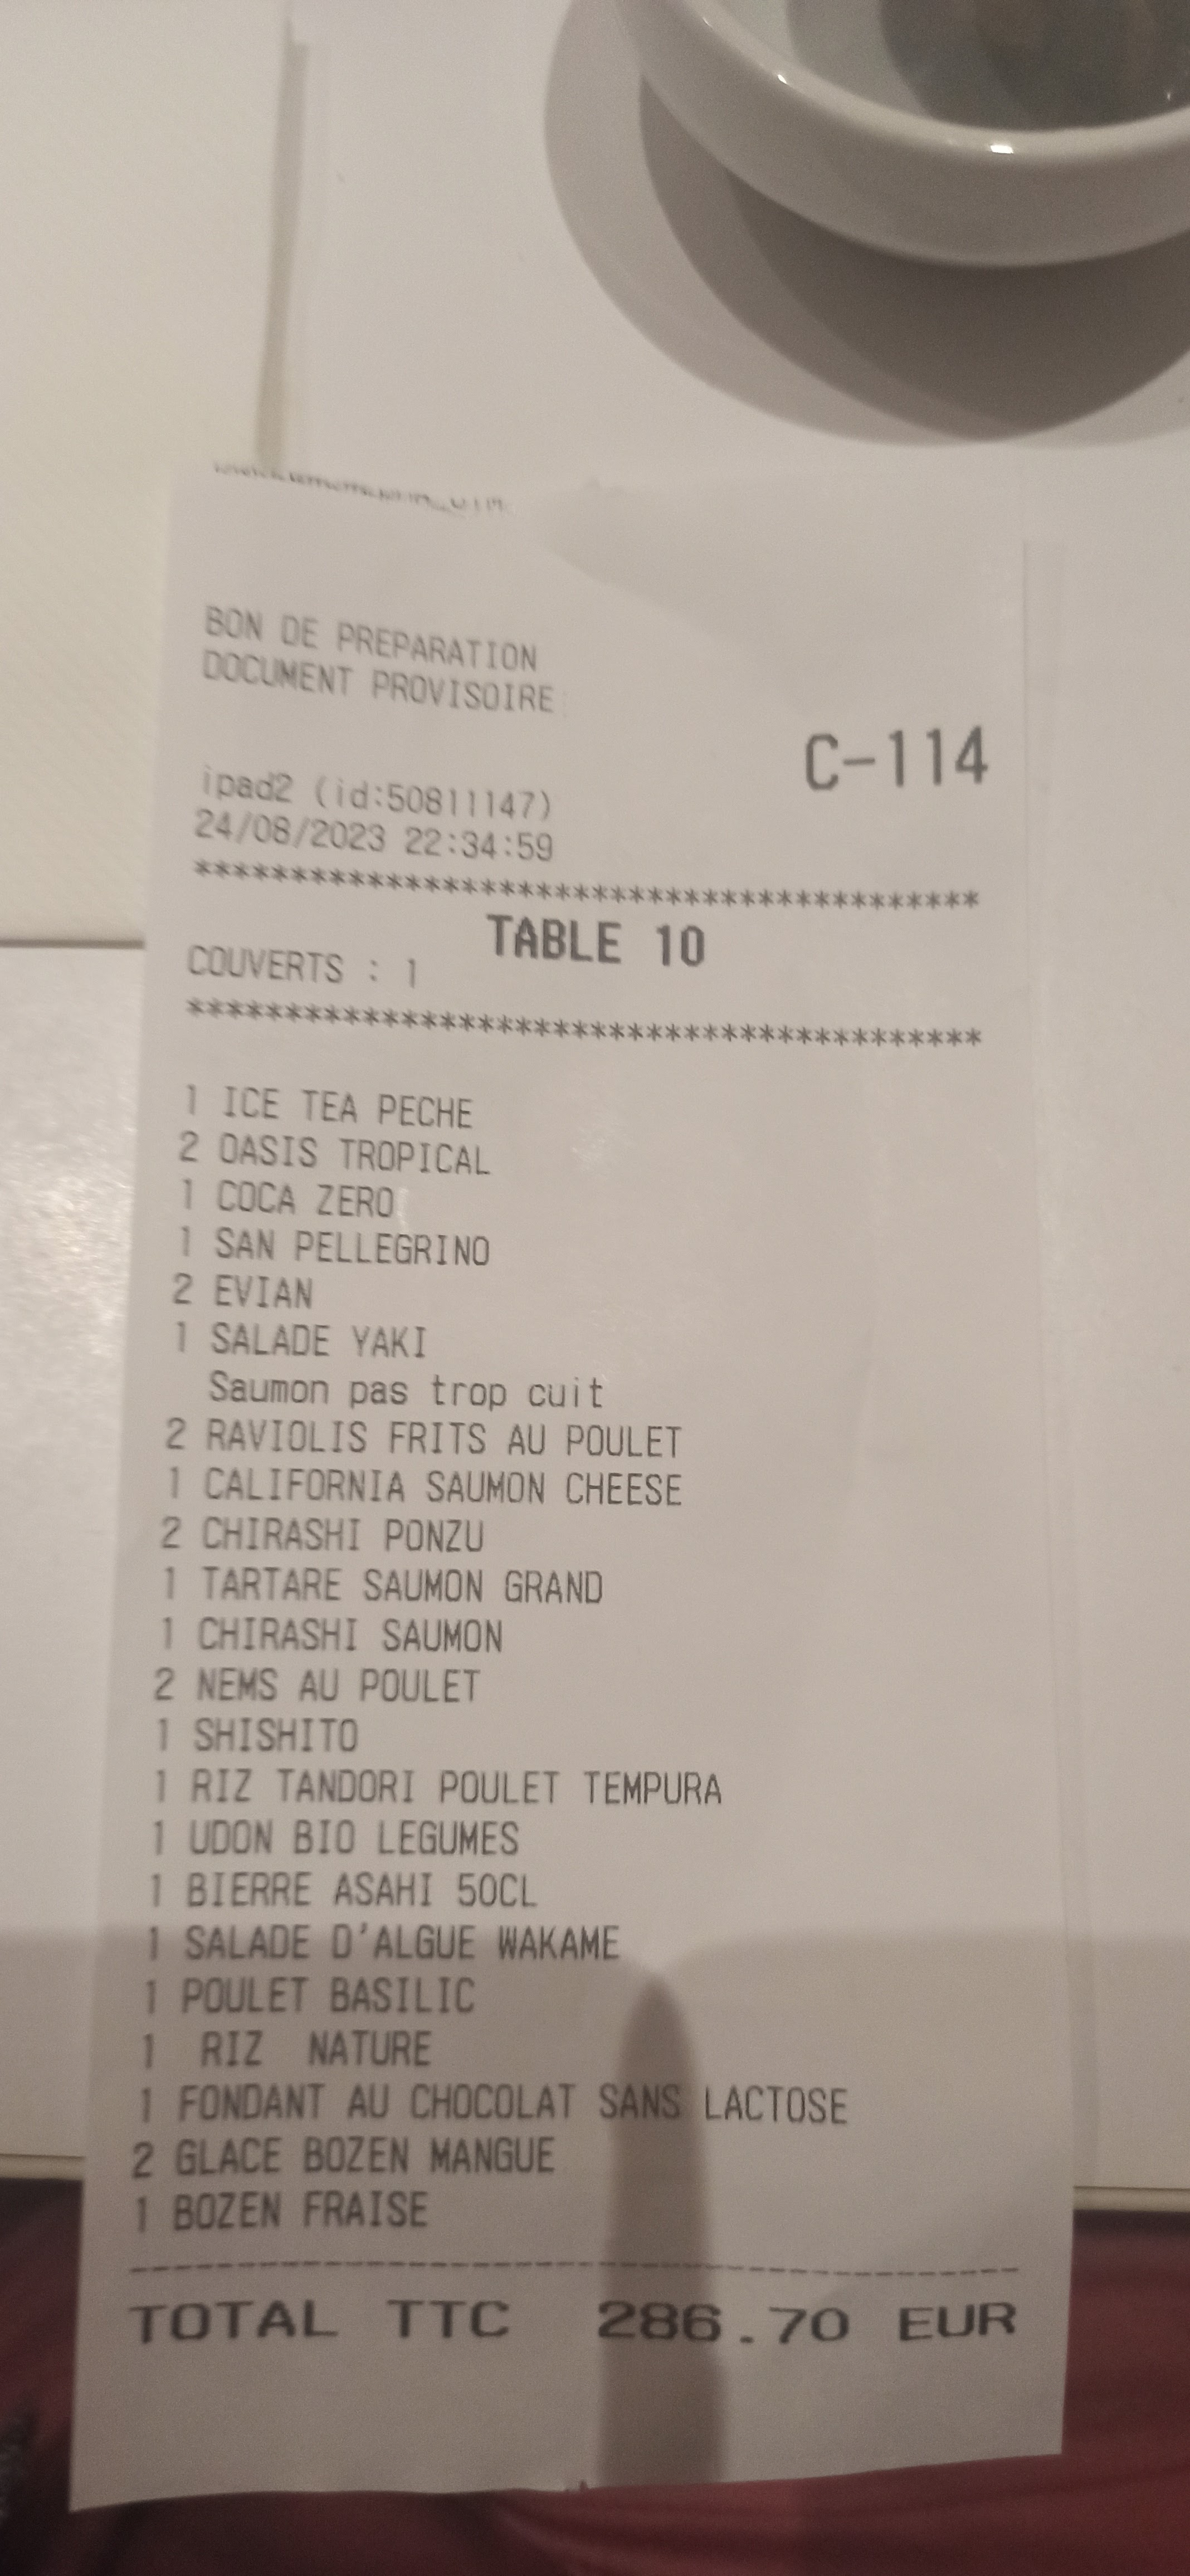 BON DE PREPARATION
DOCUMENT PROVISOIRE
C-114
ipad2 (id:50811147)
24/08/2023 22:34:59
*****************************************
TABLE 10
COUVERTS : 1
*****************************************
1 ICE TEA PECHE
2 OASIS TROPICAL
1 COCA ZERO
1 SAN PELLEGRINO
2 EVIAN
1 SALADE YAKI
Saumon pas trop cuit
2 RAVIOLIS FRITS AU POULET
1 CALIFORNIA SAUMON CHEESE
2 CHIRASHI PONZU
1 TARTARE SAUMON GRAND
1 CHIRASHI SAUMON
2 NEMS AU POULET
1 SHISHITO
1 RIZ TANDORI POULET TEMPURA
1 UDON BIO LEGUMES
1 BIERRE ASAHI 50CL
1 SALADE D'ALGUE WAKAME
1 POULET BASILIC
1 RIZ NATURE
1 FONDANT AU CHOCOLAT SANS LACTOSE
2 GLACE BOZEN MANGUE
1 BOZEN FRAISE
----------------------------------------
TOTAL TTC 286.70 EUR